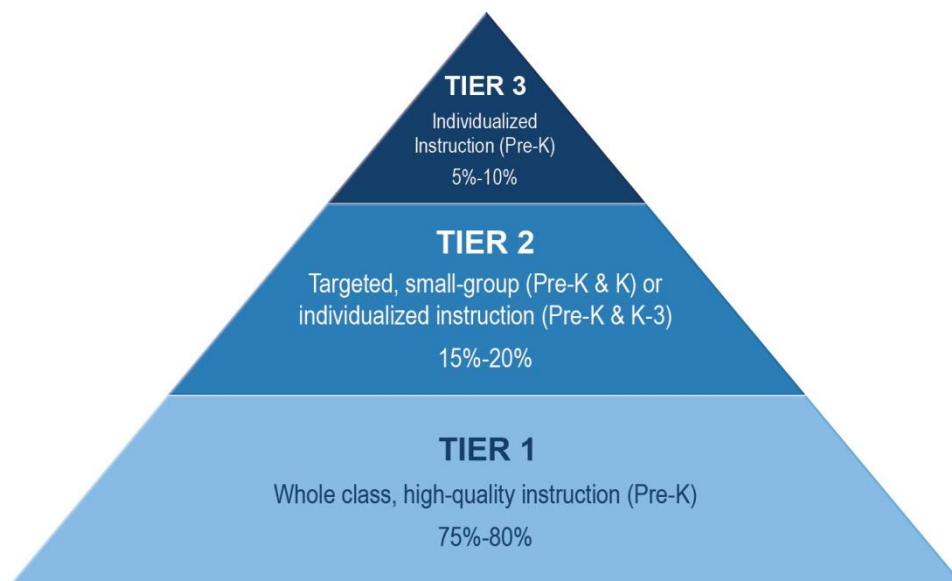 TIER 3
Individualized
Instruction (Pre-K)
5%-10%
TIER 2
Targeted, small-group (Pre-K & K) or
individualized instruction (Pre-K & K-3)
15%-20%
TIER 1
Whole class, high-quality instruction (Pre-K)
75%-80%